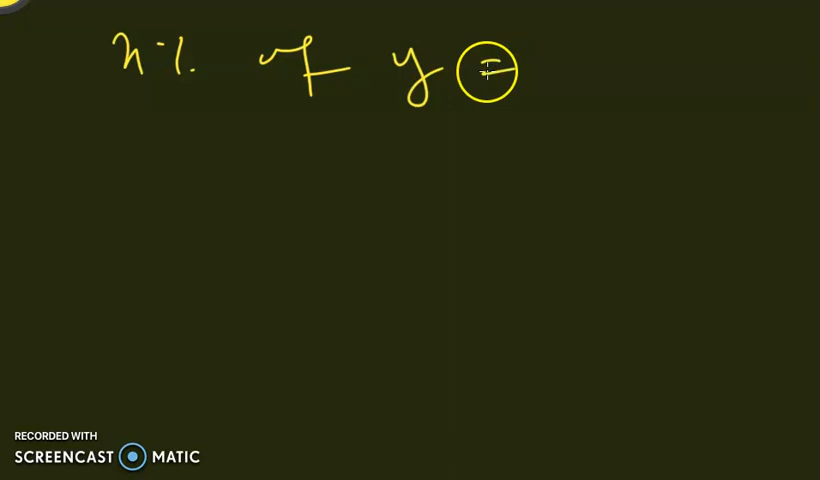 x% of y =
RECORDED WITH
SCREENCAST MATIC